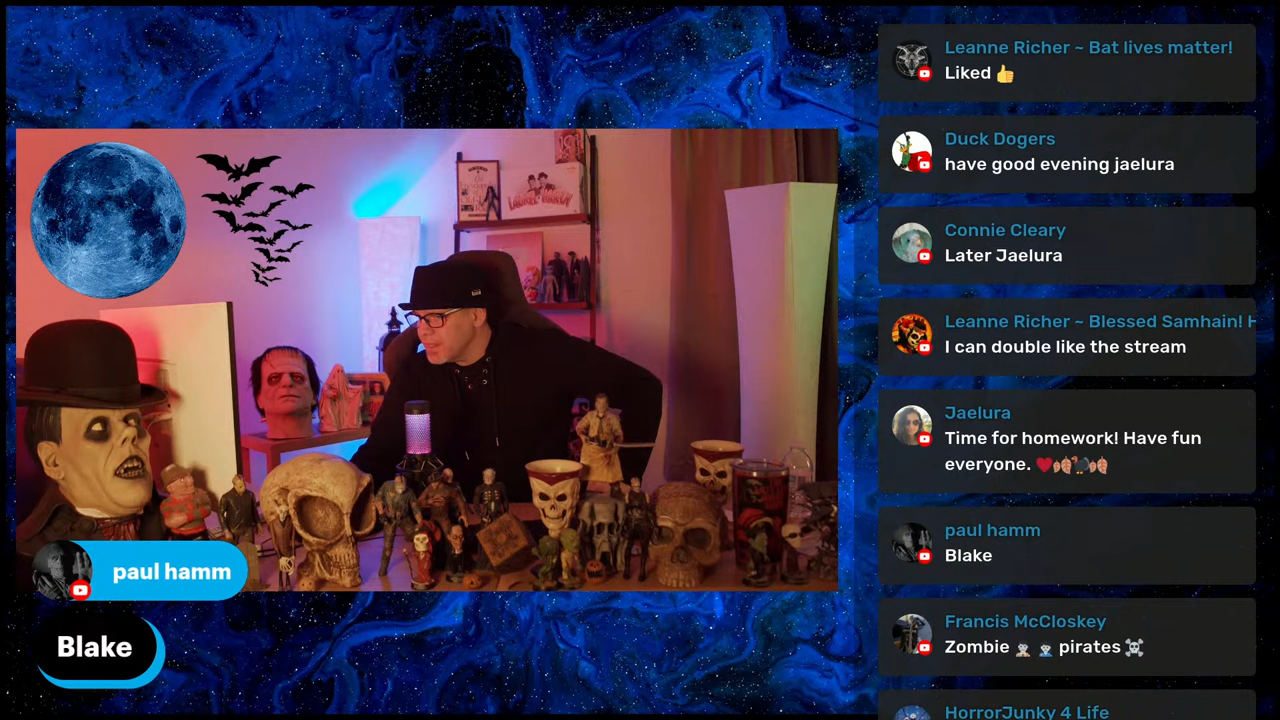 Leanne Richer ~ Bat lives matter!
Liked 👍
Duck Dogers
have good evening jaelura
Connie Cleary
Later Jaelura
Leanne Richer ~ Blessed Samhain! H
I can double like the stream
Jaelura
Time for homework! Have fun
everyone. ❤️🍂🦃🍂
paul hamm
Blake
Francis McCloskey
Zombie 🧟 🧟 pirates ☠️
HorrorJunky 4 Life
LAUREL HARDY
paul hamm
Blake